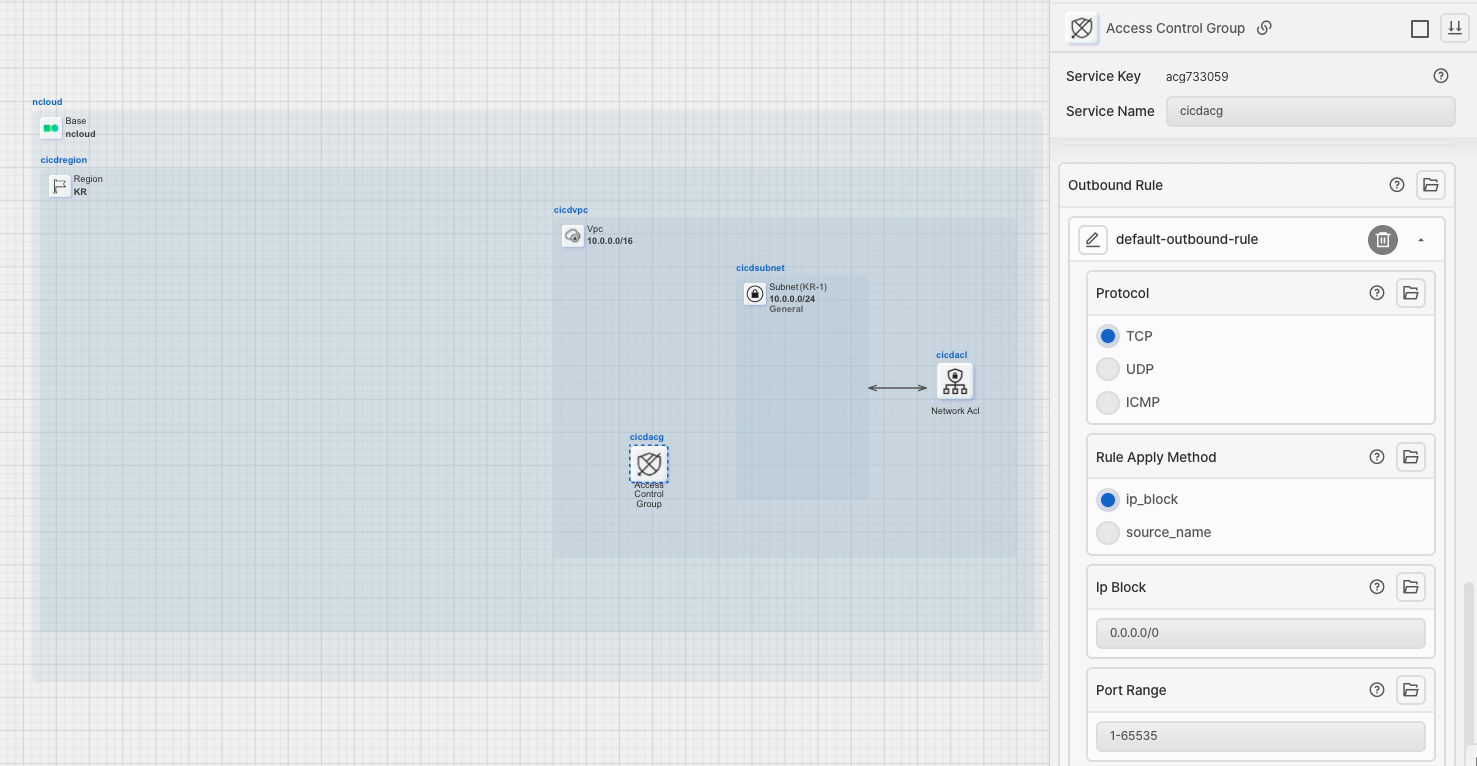 ncloud
Base
ncloud
cicdregion
Region
KR
cicdvpc
Vpc
10.0.0.0/16
cicdsubnet
Subnet (KR-1)
10.0.0.0/24
General
cicdacl
Network Acl
cicdacg
Access
Control
Group
Access Control Group
Service Key acg733059
Service Name cicdacg
Outbound Rule
default-outbound-rule
Protocol
TCP
UDP
ICMP
Rule Apply Method
ip_block
source_name
Ip Block
0.0.0.0/0
Port Range
1-65535